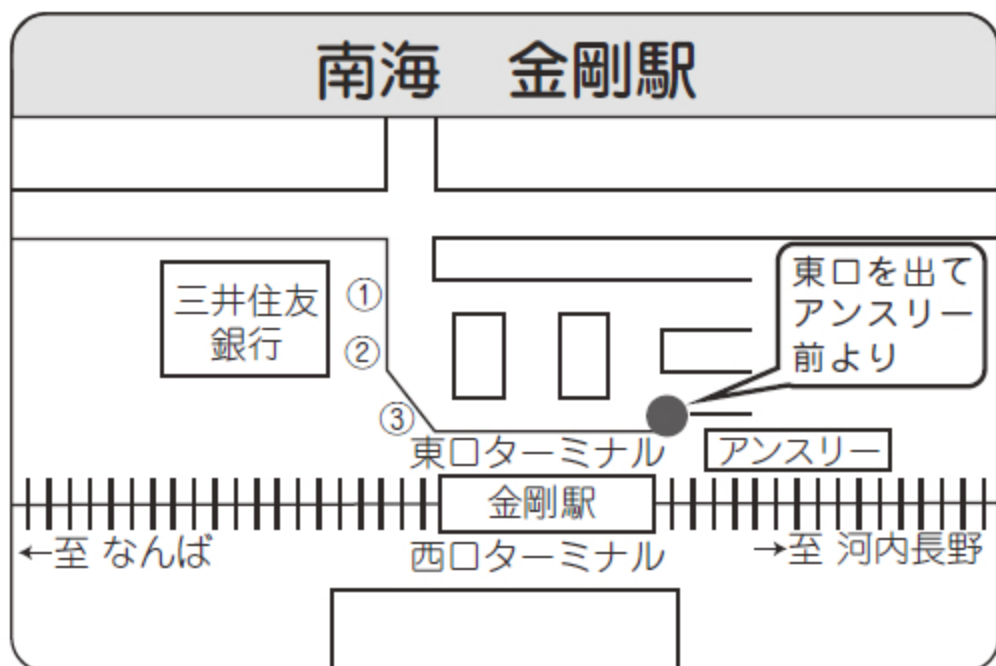 南海　金剛駅
三井住友
銀行
①
②
③
東口を出て
アンスリー
前より
東口ターミナル
アンスリー
金剛駅
←至 なんば
西口ターミナル
→至 河内長野